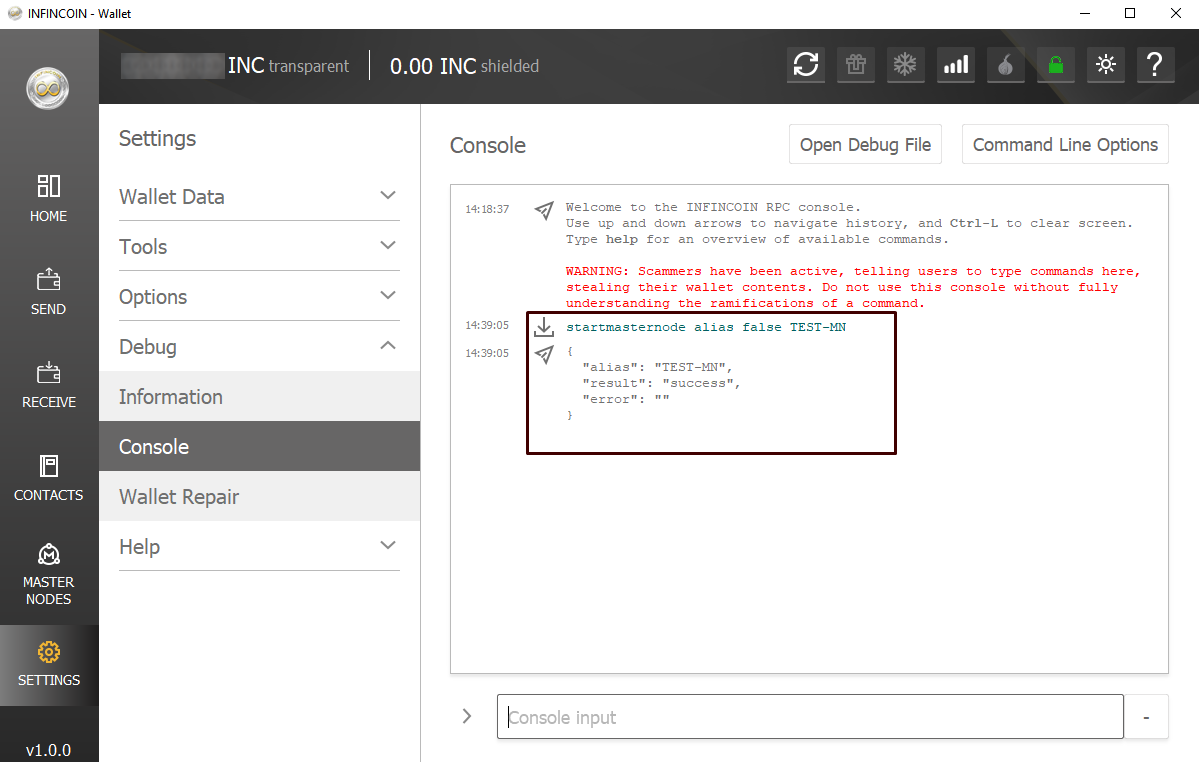 INFINCOIN - Wallet
INC transparent
0.00 INC shielded
HOME
SEND
RECEIVE
CONTACTS
MASTER
NODES
SETTINGS
v1.0.0
Settings
Wallet Data
Tools
Options
Debug
Information
Console
Wallet Repair
Help
Console
Open Debug File
Command Line Options
14:18:37
Welcome to the INFINCOIN RPC console.
Use up and down arrows to navigate history, and Ctrl-L to clear screen.
Type help for an overview of available commands.
WARNING: Scammers have been active, telling users to type commands here,
stealing their wallet contents. Do not use this console without fully
understanding the ramifications of a command.
14:39:05 startmasternode alias false TEST-MN
14:39:05 {
"alias": "TEST-MN",
"result": "success",
"error": ""
}
Console input
-